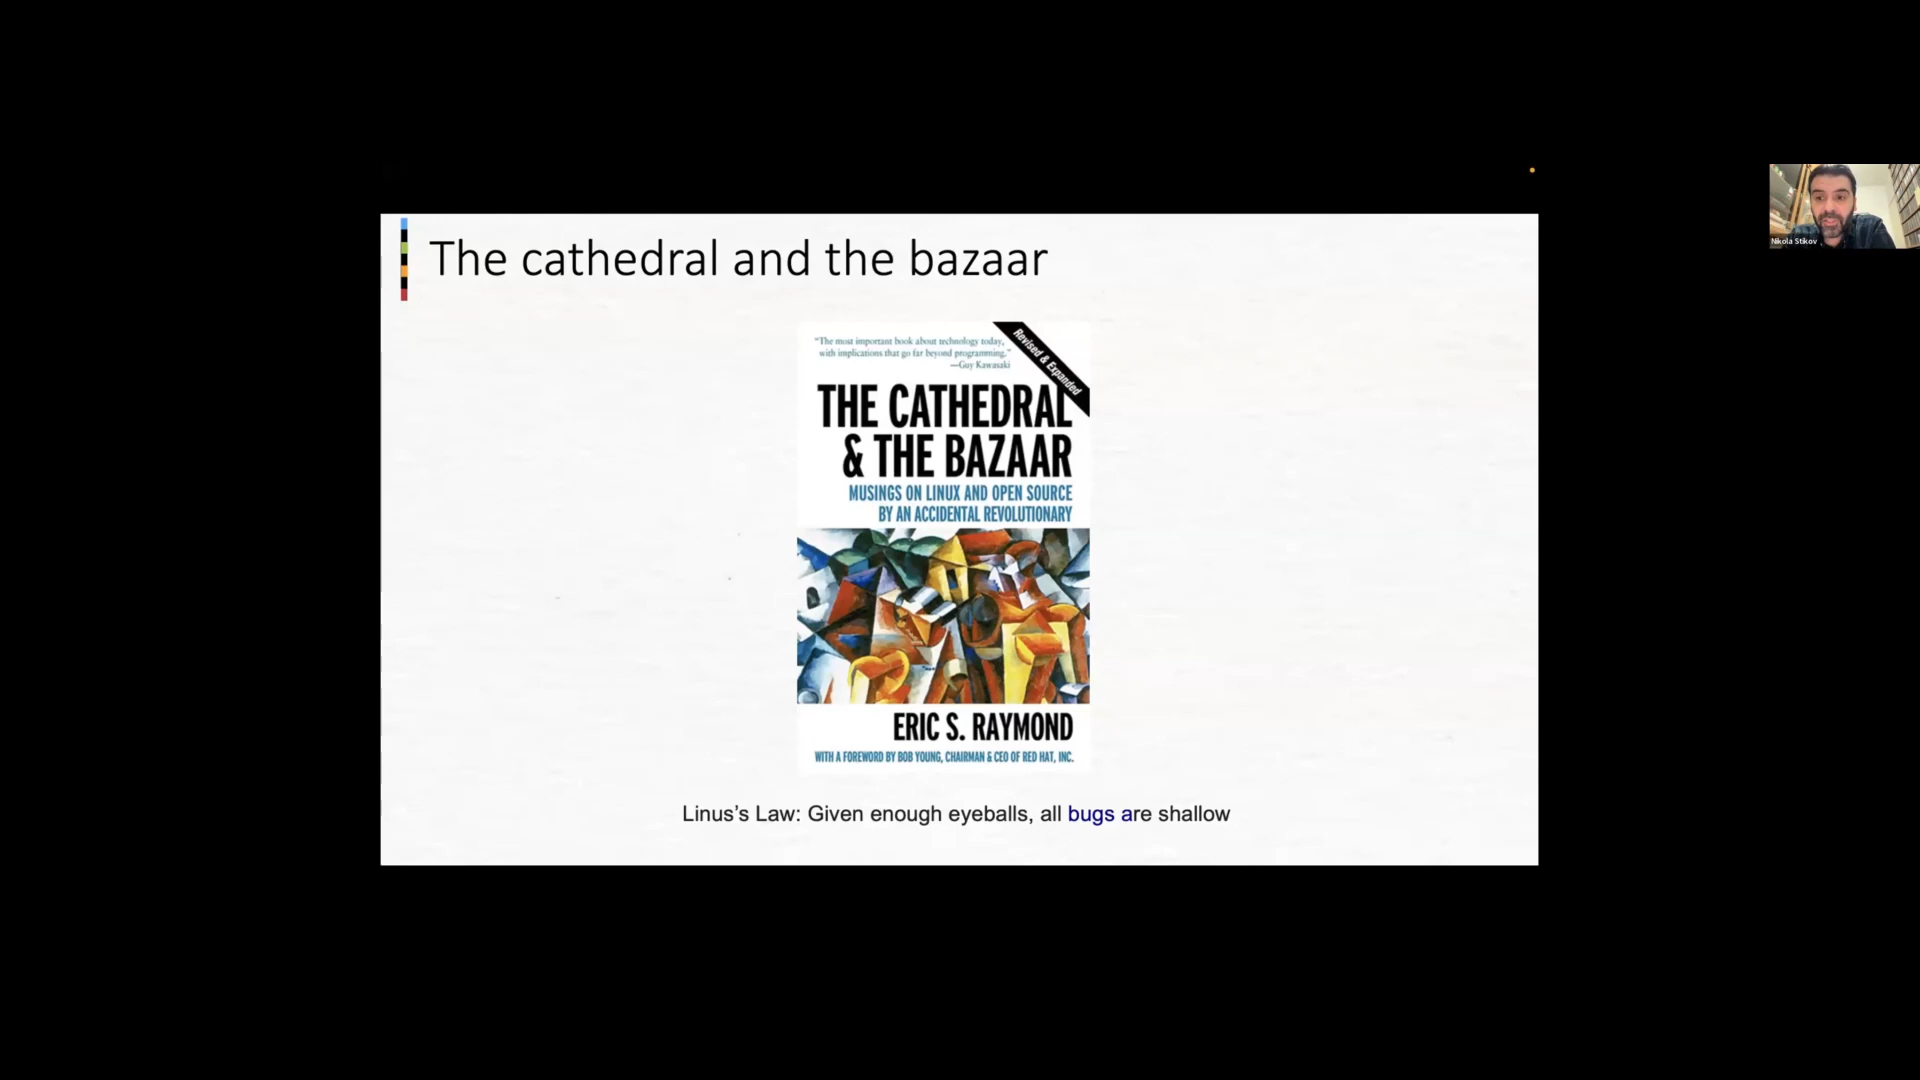 The cathedral and the bazaar
"The most important book about technology today,
with implications that go far beyond programming."
—Guy Kawasaki
Revised & Expanded
THE CATHEDRAL
& THE BAZAAR
MUSINGS ON LINUX AND OPEN SOURCE
BY AN ACCIDENTAL REVOLUTIONARY
ERIC S. RAYMOND
WITH A FOREWORD BY BOB YOUNG, CHAIRMAN & CEO OF RED HAT, INC.
Linus’s Law: Given enough eyeballs, all bugs are shallow
Nikola Stikov